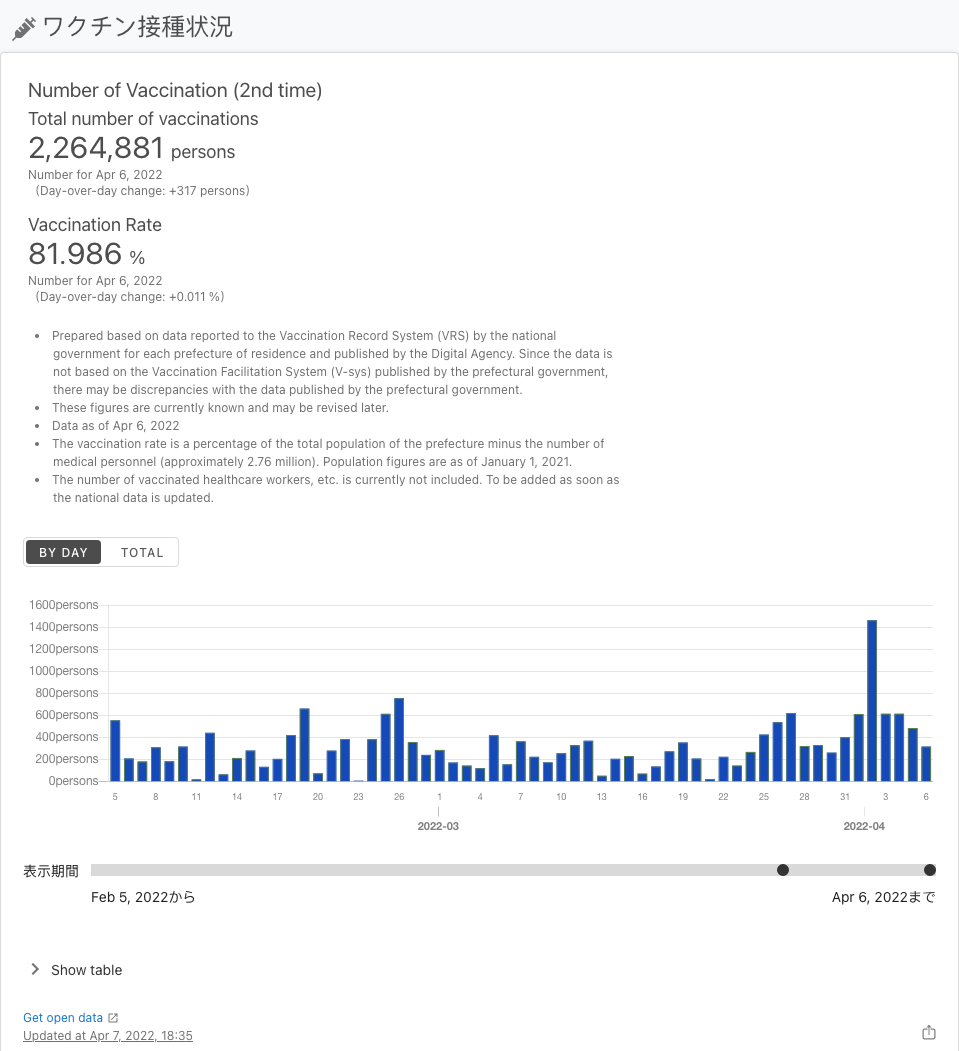 ワクチン接種状況
Number of Vaccination (2nd time)
Total number of vaccinations
2,264,881 persons
Number for Apr 6, 2022
(Day-over-day change: +317 persons)
Vaccination Rate
81.986 %
Number for Apr 6, 2022
(Day-over-day change: +0.011 %)
• Prepared based on data reported to the Vaccination Record System (VRS) by the national
government for each prefecture of residence and published by the Digital Agency. Since the data is
not based on the Vaccination Facilitation System (V-sys) published by the prefectural government,
there may be discrepancies with the data published by the prefectural government.
• These figures are currently known and may be revised later.
• Data as of Apr 6, 2022
• The vaccination rate is a percentage of the total population of the prefecture minus the number of
medical personnel (approximately 2.76 million). Population figures are as of January 1, 2021.
• The number of vaccinated healthcare workers, etc. is currently not included. To be added as soon as
the national data is updated.
BY DAY TOTAL
1600persons
1400persons
1200persons
1000persons
800persons
600persons
400persons
200persons
0persons
5 8 11 14 17 20 23 26 1 4 7 10 13 16 19 22 25 28 31 3 6
2022-03 2022-04
表示期間
Feb 5, 2022から Apr 6, 2022まで
Show table
Get open data
Updated at Apr 7, 2022, 18:35